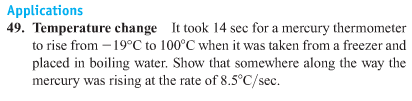 Applications
49. Temperature change It took 14 sec for a mercury thermometer
to rise from −19°C to 100°C when it was taken from a freezer and
placed in boiling water. Show that somewhere along the way the
mercury was rising at the rate of 8.5°C/sec.